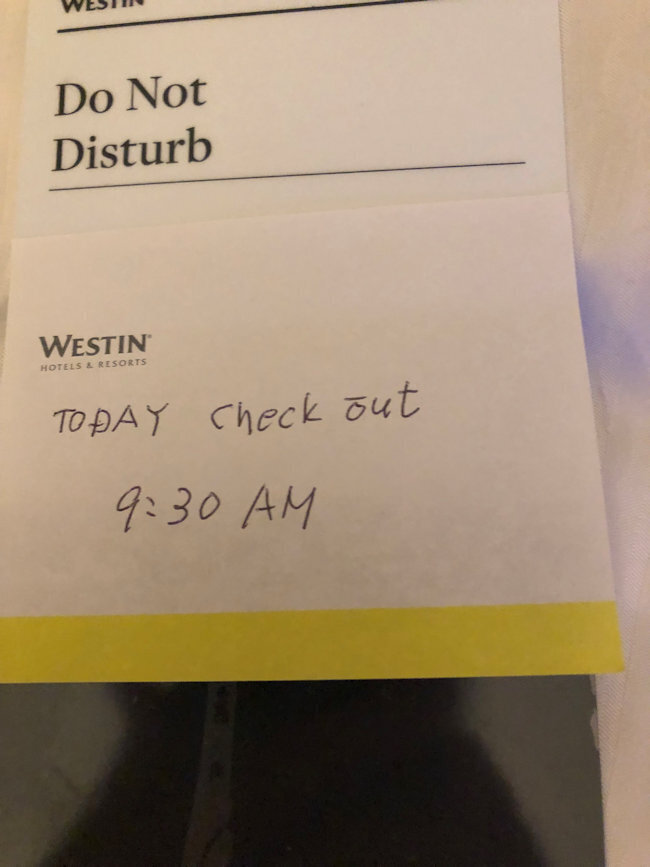 WESTIN
Do Not
Disturb
WESTIN®
HOTELS & RESORTS
TODAY check out
9:30 AM